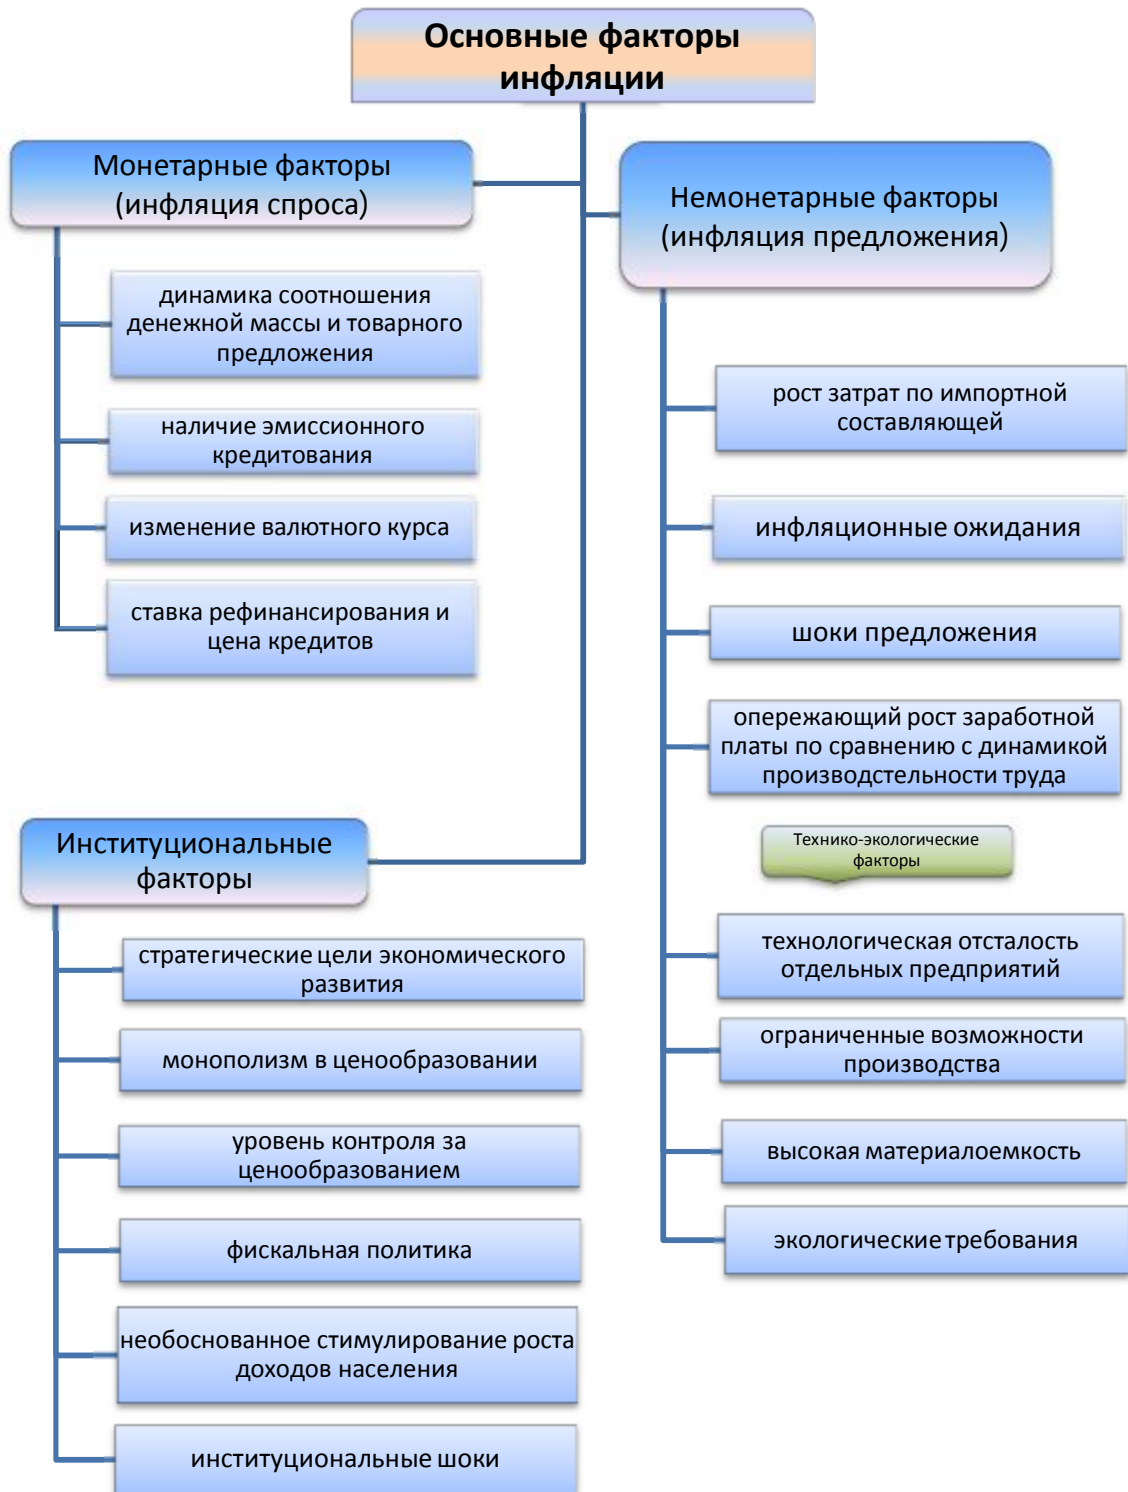 Основные факторы
инфляции
Монетарные факторы
(инфляция спроса)
динамика соотношения
денежной массы и товарного
предложения
наличие эмиссионного
кредитования
изменение валютного курса
ставка рефинансирования и
цена кредитов
Немонетарные факторы
(инфляция предложения)
рост затрат по импортной
составляющей
инфляционные ожидания
шоки предложения
опережающий рост заработной
платы по сравнению с динамикой
производстельности труда
Технико-экологические
факторы
технологическая отсталость
отдельных предприятий
ограниченные возможности
производства
высокая материалоемкость
экологические требования
Институциональные
факторы
стратегические цели экономического
развития
монополизм в ценообразовании
уровень контроля за
ценообразованием
фискальная политика
необоснованное стимулирование роста
доходов населения
институциональные шоки